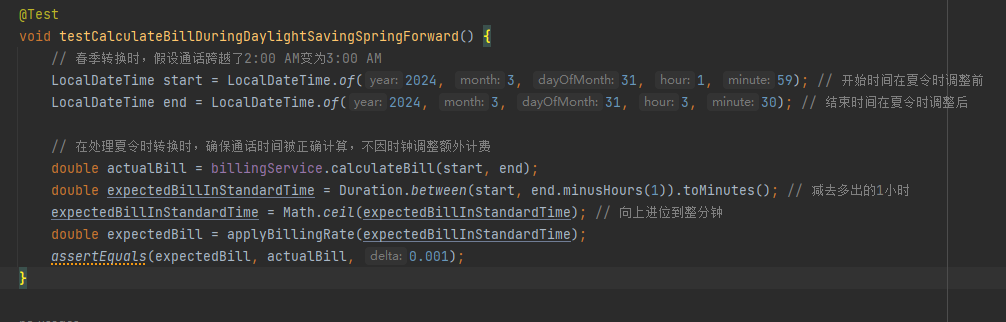 @Test
void testCalculateBillDuringDaylightSavingSpringForward() {
// 春季转换时，假设通话跨越了2:00 AM变为3:00 AM
LocalDateTime start = LocalDateTime.of( year: 2024, month: 3, dayOfMonth: 31, hour: 1, minute: 59); // 开始时间在夏令时调整前
LocalDateTime end = LocalDateTime.of( year: 2024, month: 3, dayOfMonth: 31, hour: 3, minute: 30); // 结束时间在夏令时调整后
// 在处理夏令时转换时，确保通话时间被正确计算，不因时钟调整额外计费
double actualBill = billingService.calculateBill(start, end);
double expectedBillInStandardTime = Duration.between(start, end.minusHours(1)).toMinutes(); // 减去多出的1小时
expectedBillInStandardTime = Math.ceil(expectedBillInStandardTime); // 向上进位到整分钟
double expectedBill = applyBillingRate(expectedBillInStandardTime);
assertEquals(expectedBill, actualBill, delta: 0.001);
}